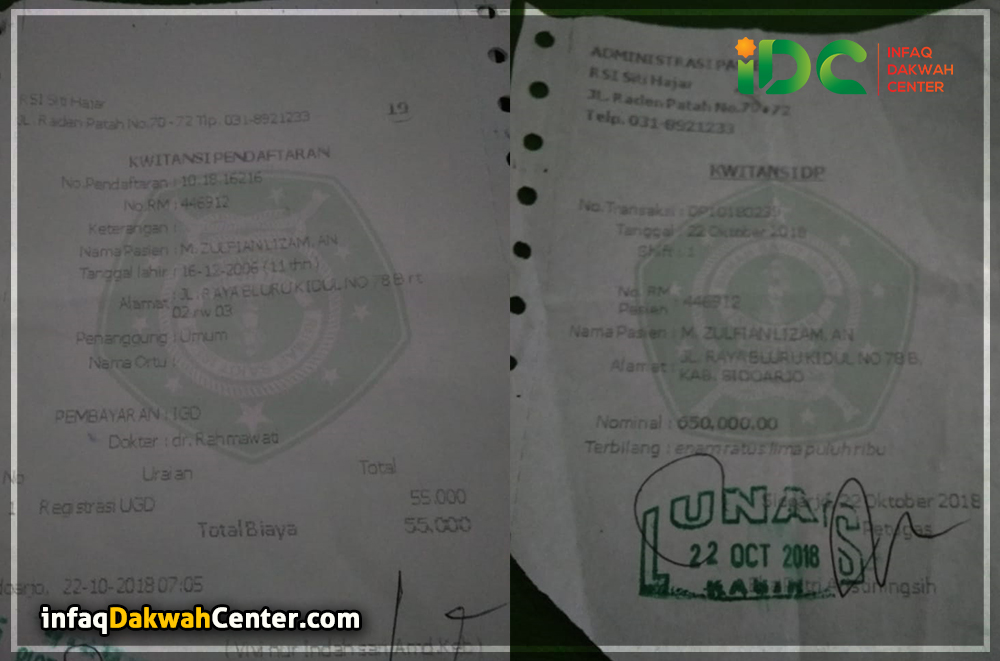 RSI Siti Hajar
JL. Raden Patah No.70 - 72 Tlp. 031-8921233
19
KWITANSI PENDAFTARAN
No.Pendaftaran : 10.18.16216
No.RM : 446912
Keterangan :
Nama Pasien : M. ZULFIAN LIZAM, AN
Tanggal lahir : 16-12-2006 (11 thn)
Alamat : JL. RAYA BLURU KIDUL NO 78 B rt
02 rw 03
Penanggung : Umum
Nama Ortu :
PEMBAYARAN : IGD
Dokter : dr. Rahmawati
No Uraian Total
1 Registrasi UGD 55.000
Total Biaya 55.000
22-10-2018 07:05
infaqDakwahCenter.com
iDC
INFAQ
DAKWAH
CENTER
ADMINISTRASI
RSI Siti Hajar
JL. Raden Patah No.70-72
Telp. 031-8921233
KWITANSI DP
No. Transaksi :
Tanggal : 22 Oktober 2018
Shift : 1
No. RM
Pasien : 446912
Nama Pasien : M. ZULFIAN LIZAM, AN
Alamat : JL. RAYA BLURU KIDUL NO 78 B,
KAB. SIDOARJO
Nominal : 650,000.00
Terbilang : enam ratus lima puluh ribu
22 Oktober 2018
Petugas
LUNAS
22 OCT 2018
KASIR